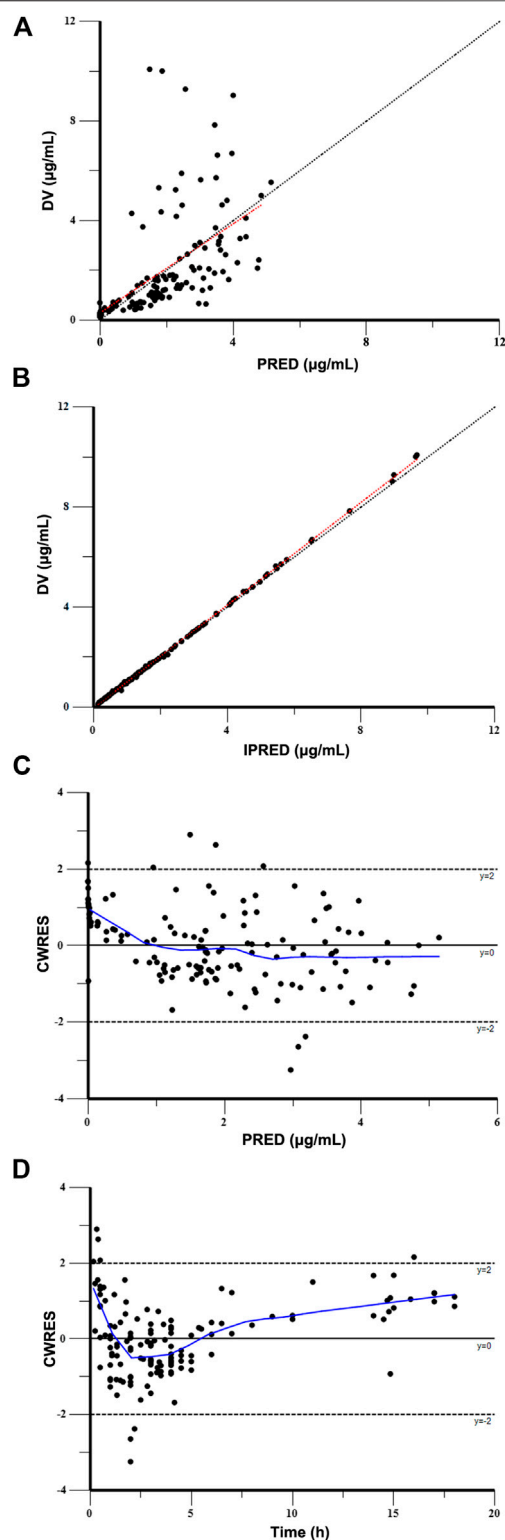 A
12
8
DV (µg/mL)
4
0
0
4
8
12
PRED (µg/mL)
B
12
8
DV (µg/mL)
4
0
0
4
8
12
IPRED (µg/mL)
C
4
2
y=2
CWRES
0
y=0
-2
y=-2
-4
0
2
4
6
PRED (µg/mL)
D
4
2
y=2
CWRES
0
y=0
-2
y=-2
-4
0
5
10
15
20
Time (h)